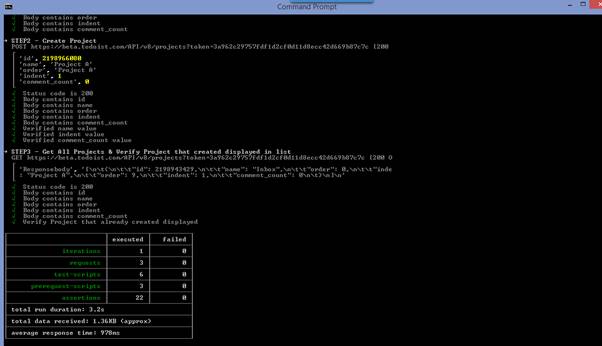 Command Prompt
√ Body contains order
√ Body contains indent
√ Body contains comment_count
→ STEP2 - Create Project
POST https://beta.todoist.com/API/v8/projects?token=3a962c29757fdf1d2cf0d11d8ecc42d669b87c7c [200
'id', 2198966080
'name', 'Project A'
'order', 'Project A'
'indent', 1
'comment_count', 0
√ Status code is 200
√ Body contains id
√ Body contains name
√ Body contains order
√ Body contains indent
√ Body contains comment_count
√ Verified name value
√ Verified indent value
√ Verified comment_count value
→ STEP3 - Get All Projects & Verify Project that created displayed in list
GET https://beta.todoist.com/API/v8/projects?token=3a962c29757fdf1d2cf0d11d8ecc42d669b87c7c [200 O
'Responsebody', '[\n\t{\n\t\t"id": 2198943429,\n\t\t"name": "Inbox",\n\t\t"order": 0,\n\t\t"inde
: "Project A",\n\t\t"order": 9,\n\t\t"indent": 1,\n\t\t"comment_count": 0\n\t}\n]\n'
√ Status code is 200
√ Body contains id
√ Body contains name
√ Body contains order
√ Body contains indent
√ Body contains comment_count
√ Verify Project that already created displayed
executed failed
iterations 1 0
requests 3 0
test-scripts 6 0
prerequest-scripts 3 0
assertions 22 0
total run duration: 3.2s
total data received: 1.36KB (approx)
average response time: 978ms